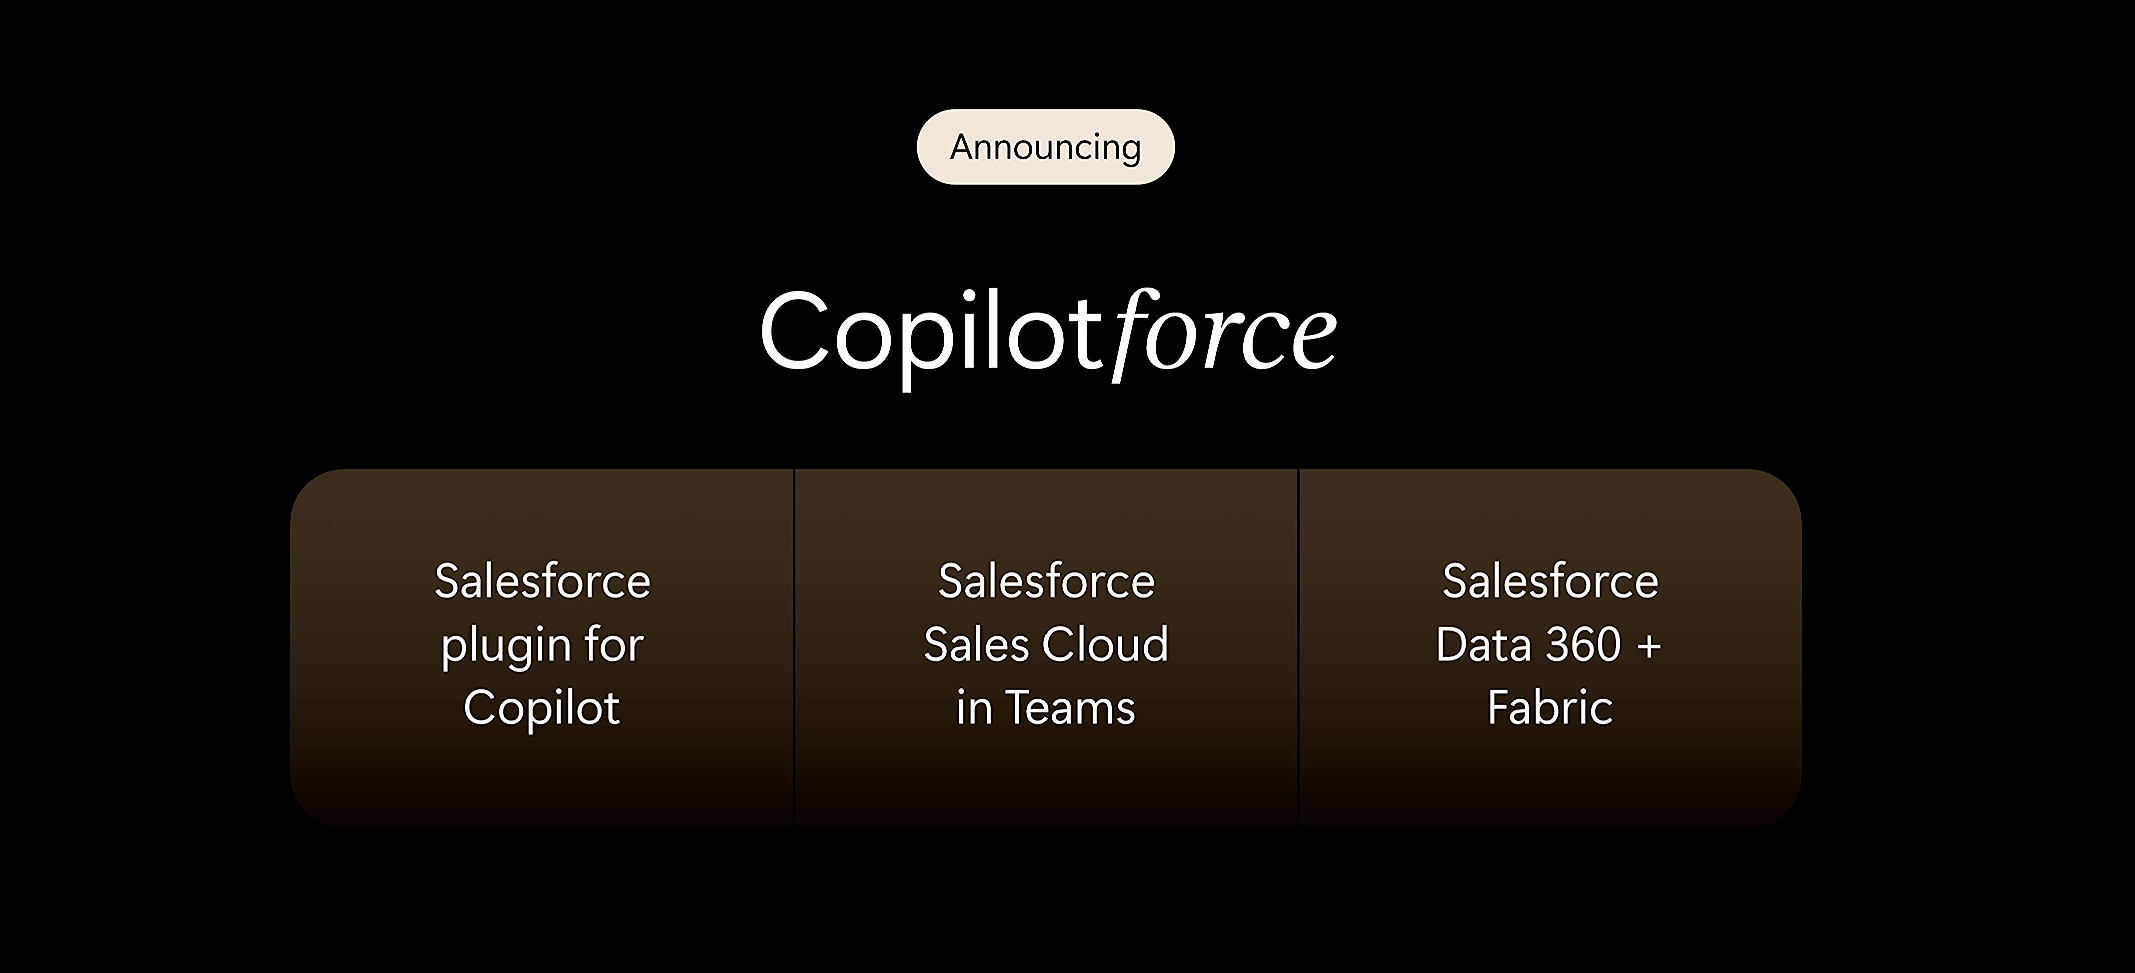 Announcing
Copilotforce
Salesforce
plugin for
Copilot
Salesforce
Sales Cloud
in Teams
Salesforce
Data 360 +
Fabric